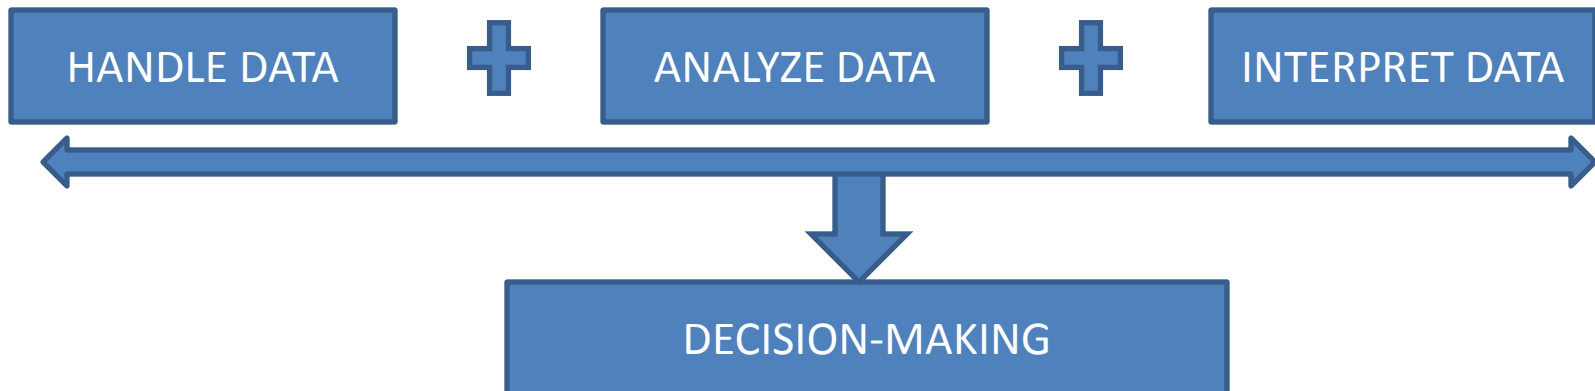 HANDLE DATA
ANALYZE DATA
INTERPRET DATA
DECISION-MAKING